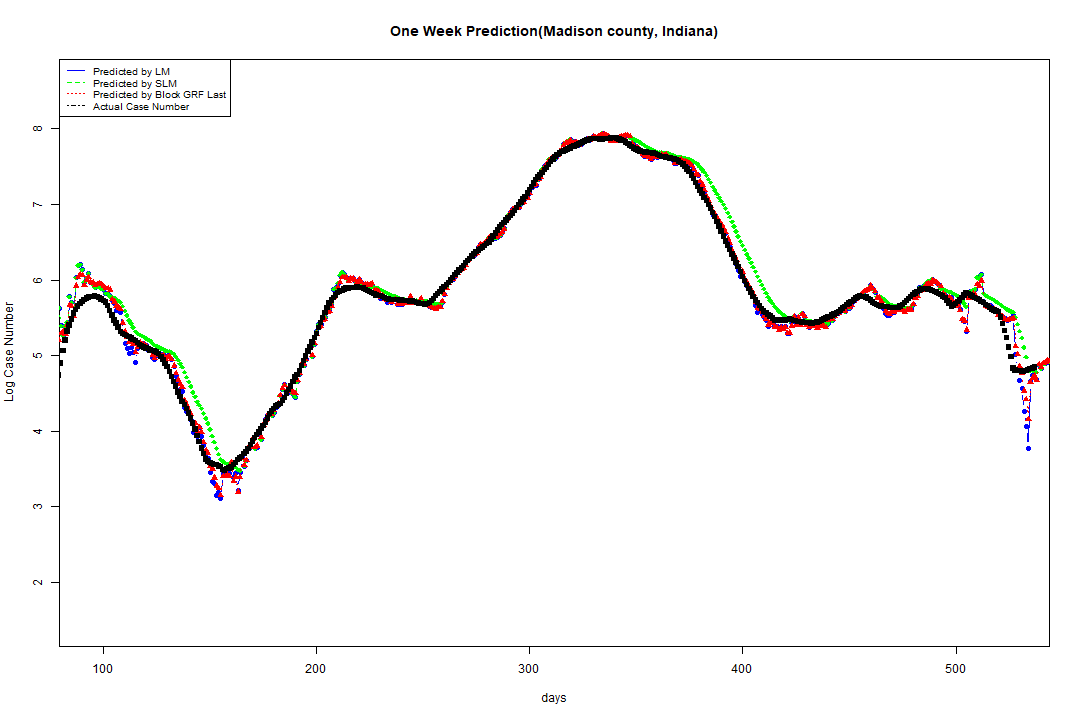 One Week Prediction(Madison county, Indiana)
Predicted by LM
Predicted by SLM
Predicted by Block GRF Last
Actual Case Number
8
7
6
5
4
3
2
Log Case Number
100 200 300 400 500
days